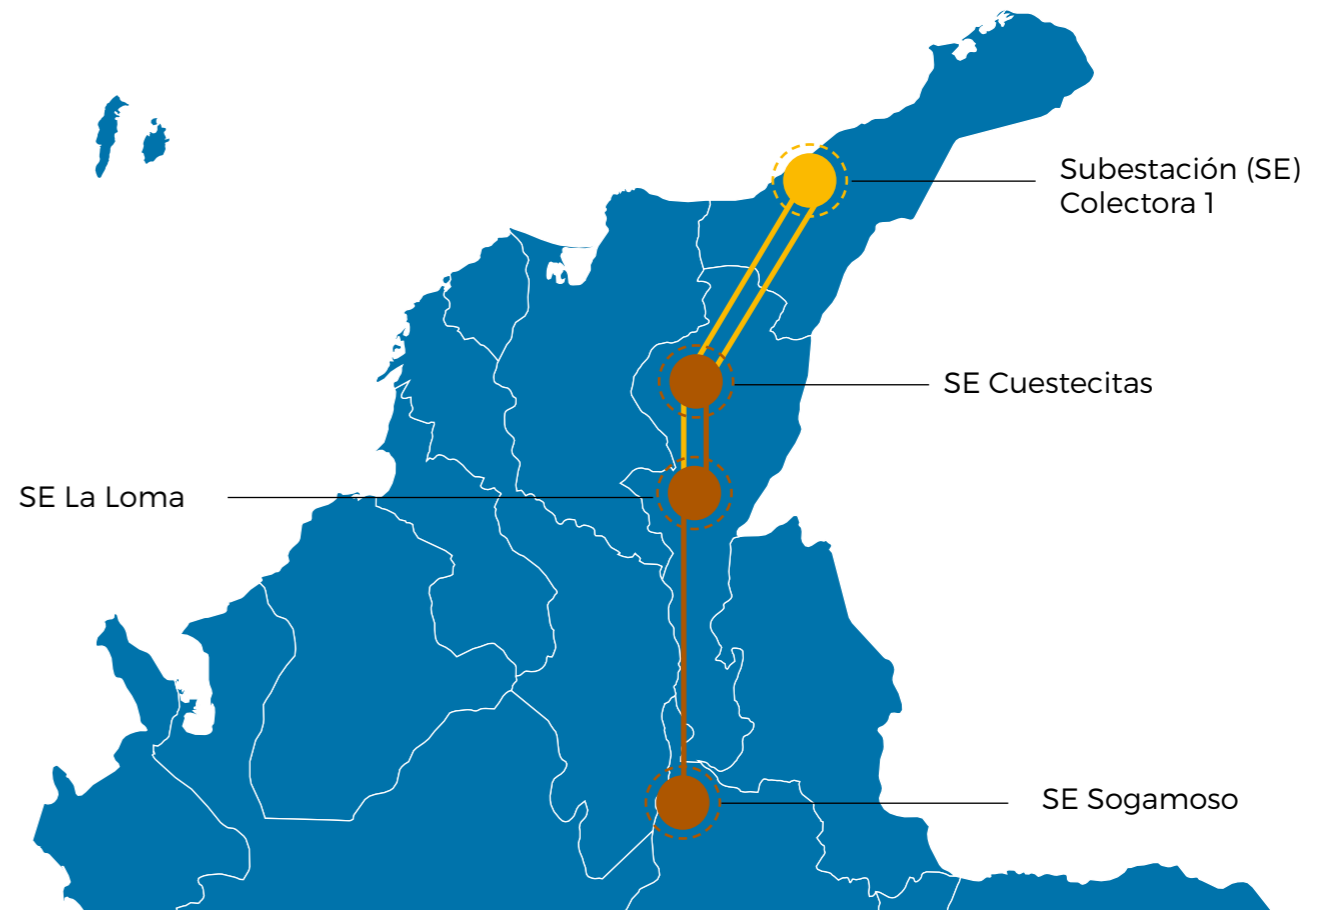 Subestación (SE)
Colectora 1
SE Cuestecitas
SE La Loma
SE Sogamoso